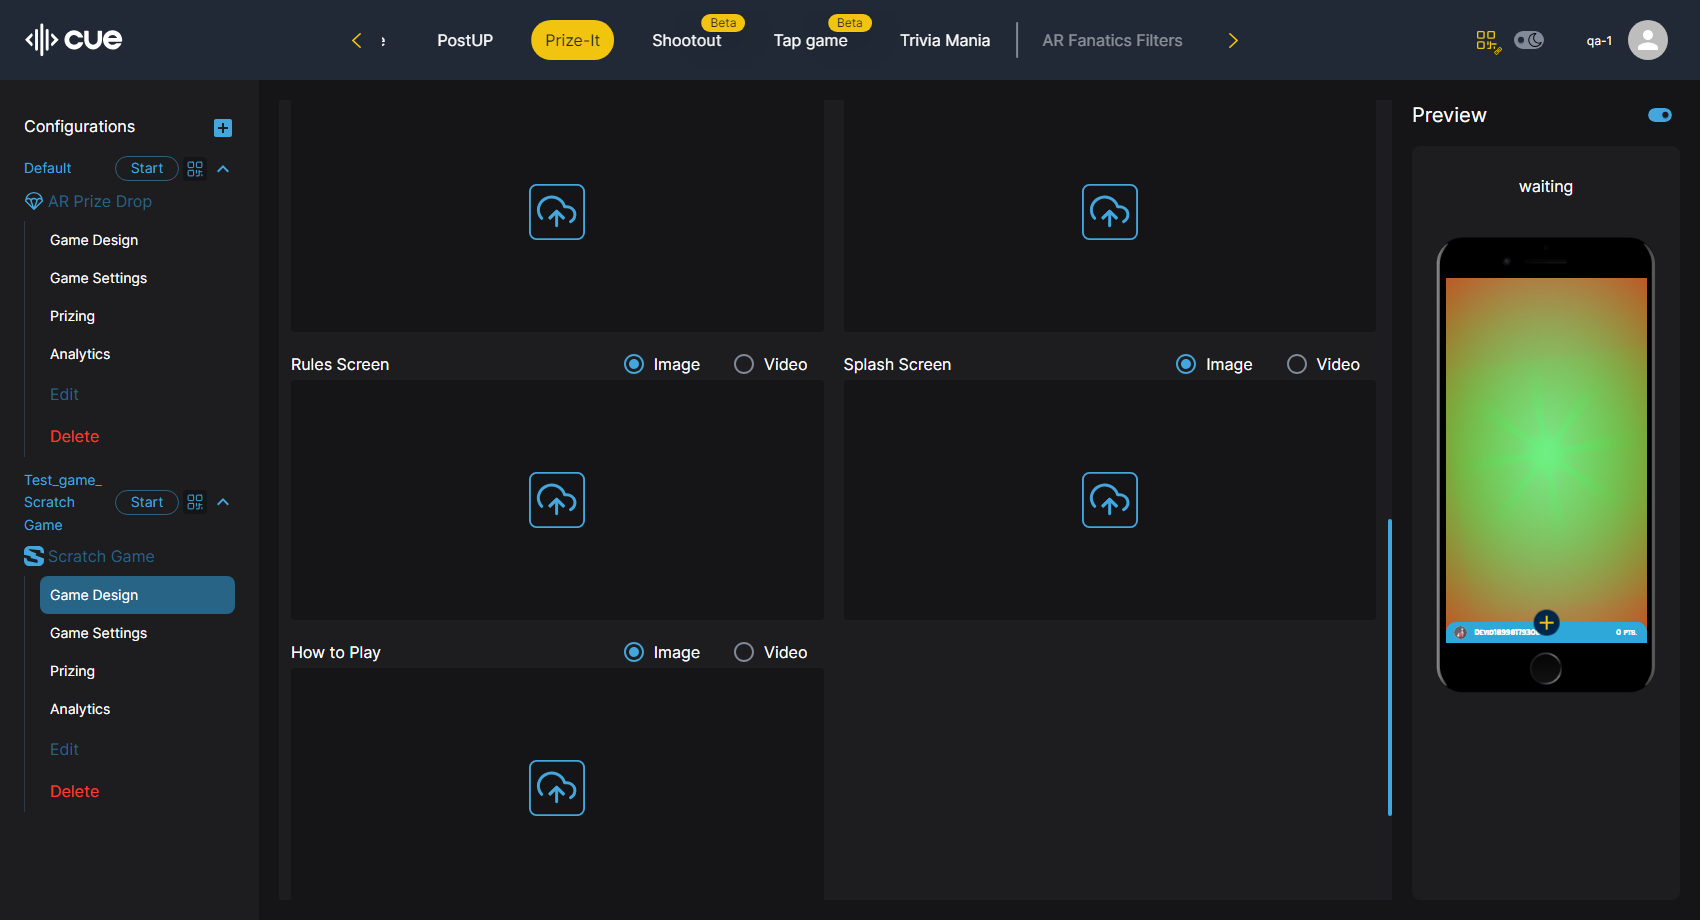 cue
PostUP
Prize-It
Beta
Shootout
Beta
Tap game
Trivia Mania
AR Fanatics Filters
qa-1
Configurations
Default
Start
AR Prize Drop
Game Design
Game Settings
Prizing
Analytics
Edit
Delete
Test_game_
Scratch
Game
Start
Scratch Game
Game Design
Game Settings
Prizing
Analytics
Edit
Delete
Rules Screen
Image
Video
Splash Screen
Image
Video
How to Play
Image
Video
Preview
waiting
0 PTS.